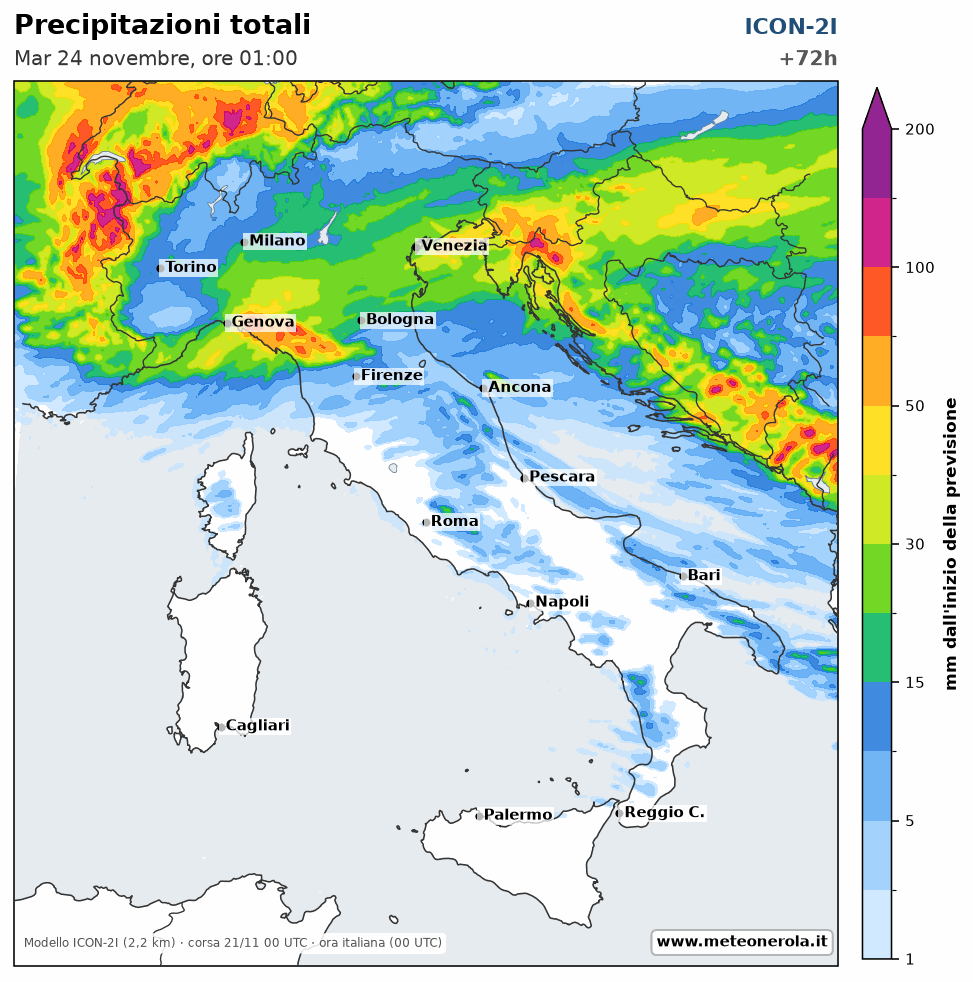 Precipitazioni totali
ICON-2I
Mar 24 novembre, ore 01:00
+72h
Milano
Venezia
Torino
Genova
Bologna
Firenze
Ancona
Pescara
Roma
Bari
Napoli
Cagliari
Palermo
Reggio C.
200
100
50
30
15
5
1
mm dall'inizio della previsione
Modello ICON-2I (2,2 km) · corsa 21/11 00 UTC · ora italiana (00 UTC)
www.meteonerola.it